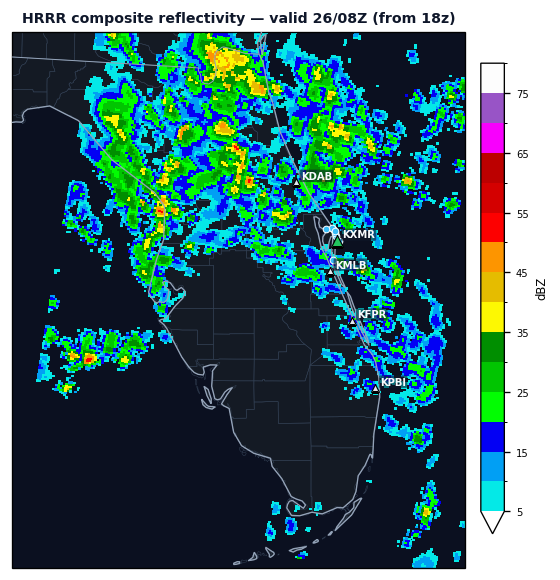 HRRR composite reflectivity — valid 26/08Z (from 18z)
KDAB
KXMR
KMLB
KFPR
KPBI
75
65
55
45
35
25
15
5
dBZ